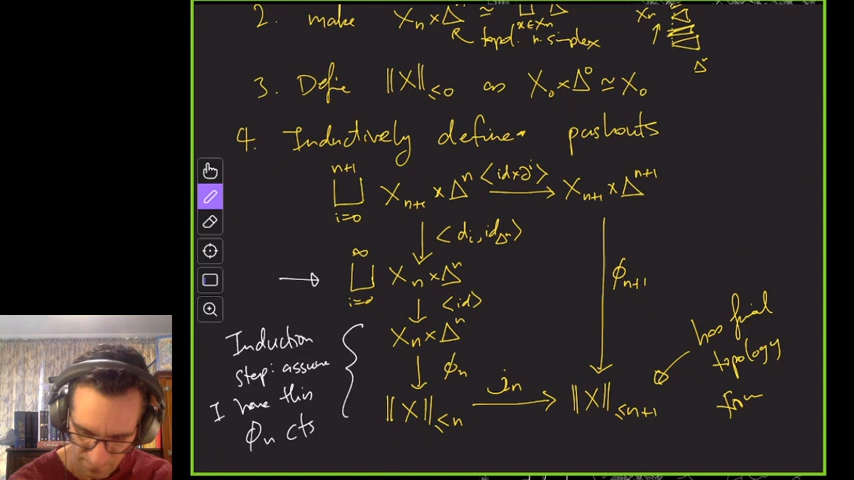 2. make Xₙ × Δⁿ ≃ ∐ Δⁿ
x∈Xₙ
topol. n-simplex
Xₙ
Δⁿ
3. Define ‖X‖≤0 as X₀×Δ⁰ ≃ X₀
4. Inductively define pushouts
n+1
∐ Xₙ₊₁ × Δⁿ <id×∂ⁱ> Xₙ₊₁ × Δⁿ⁺¹
i=0
<dᵢ, id_Δⁿ>
∞
→ ∐ Xₙ×Δⁿ
i=0
<id>
ϕₙ₊₁
Xₙ×Δⁿ
ϕₙ
‖X‖≤n jₙ → ‖X‖≤n+1
Induction
step: assume
I have this
ϕₙ cts
has final
topology
from